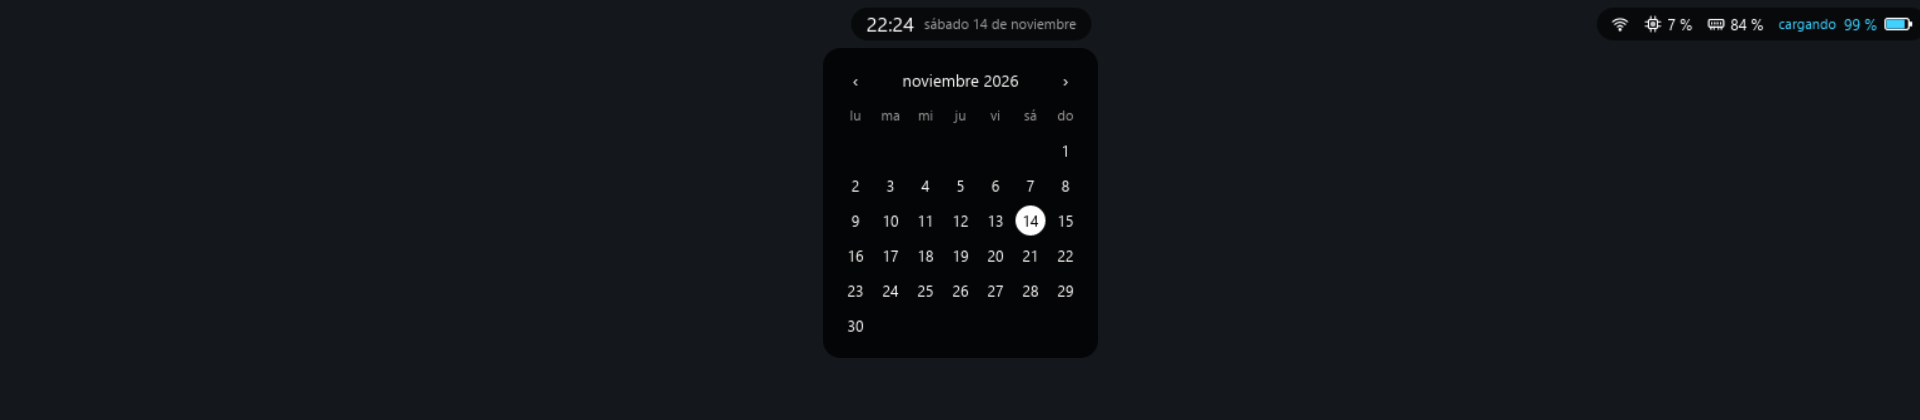 22:24 sábado 14 de noviembre
7 % 84 % cargando 99 %
‹ noviembre 2026 ›
lu ma mi ju vi sá do
1
2 3 4 5 6 7 8
9 10 11 12 13 14 15
16 17 18 19 20 21 22
23 24 25 26 27 28 29
30